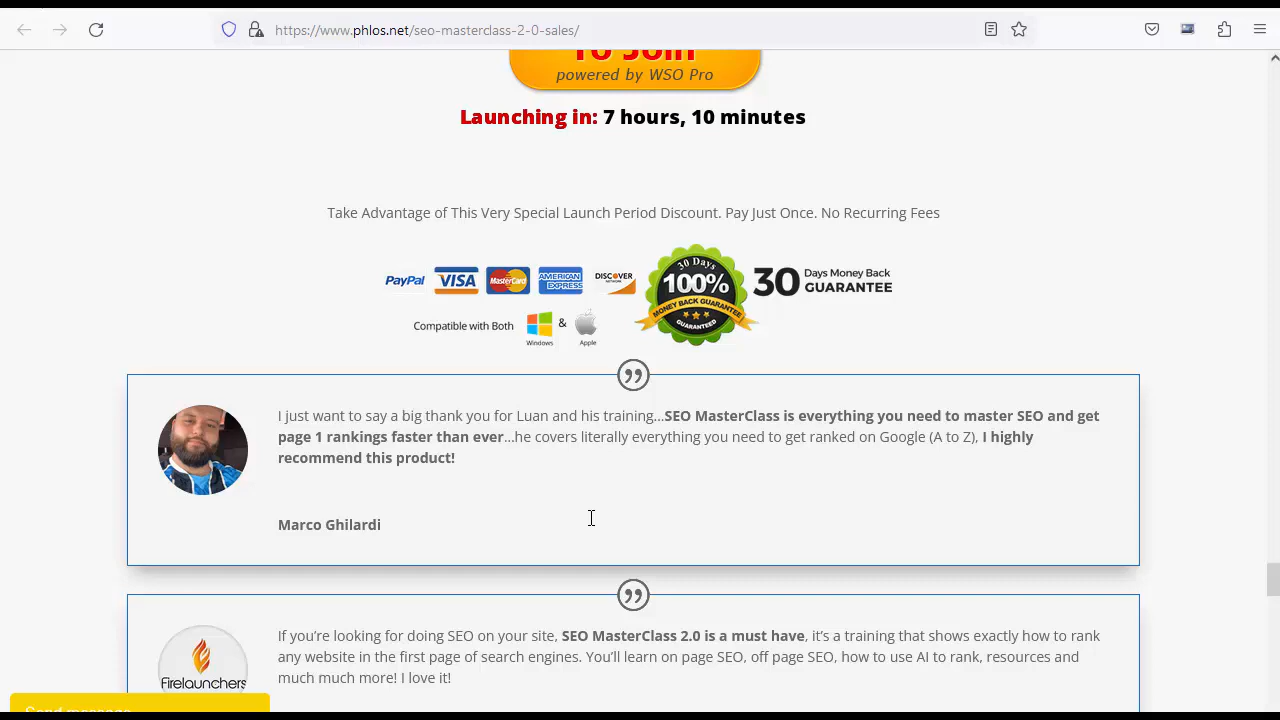 https://www.phlos.net/seo-masterclass-2-0-sales/
To Join
powered by WSO Pro
Launching in: 7 hours, 10 minutes
Take Advantage of This Very Special Launch Period Discount. Pay Just Once. No Recurring Fees
PayPal VISA MasterCard AMERICAN EXPRESS DISCOVER NETWORK
30 Days
100%
MONEY BACK GUARANTEE
GUARANTEED
30 Days Money Back
GUARANTEE
Compatible with Both Windows & Apple
I just want to say a big thank you for Luan and his training...SEO MasterClass is everything you need to master SEO and get
page 1 rankings faster than ever...he covers literally everything you need to get ranked on Google (A to Z), I highly
recommend this product!
Marco Ghilardi
If you're looking for doing SEO on your site, SEO MasterClass 2.0 is a must have, it's a training that shows exactly how to rank
any website in the first page of search engines. You'll learn on page SEO, off page SEO, how to use AI to rank, resources and
much much more! I love it!
Firelaunchers
Send message